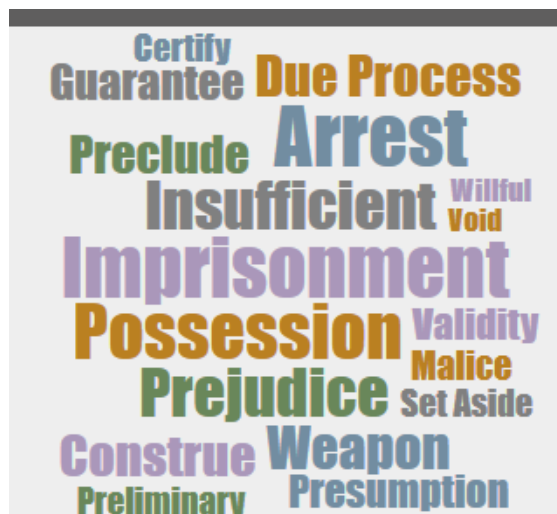 Certify
Guarantee Due Process
Arrest
Preclude
Insufficient Willful
Void
Imprisonment
Possession Validity
Malice
Prejudice Set Aside
Construe Weapon
Preliminary Presumption